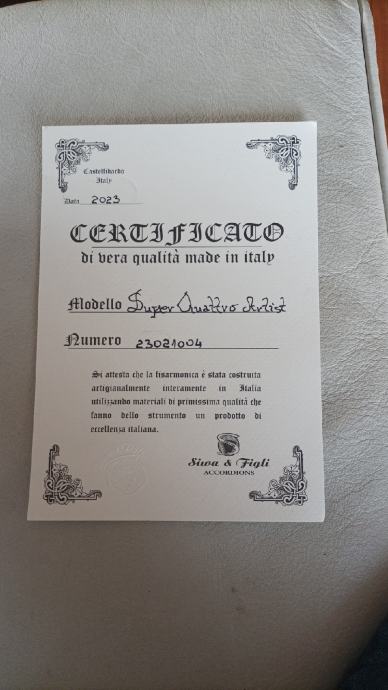 Castelfidardo
Italy
Data 2023
CERTIFICATO
di vera qualità made in italy
Modello Super Quattro Artist
Numero 23021004
Si attesta che la fisarmonica è stata costruita
artigianalmente interamente in Italia
utilizzando materiali di primissima qualità che
fanno dello strumento un prodotto di
eccellenza italiana.
Siwa & Figli
ACCORDIONS